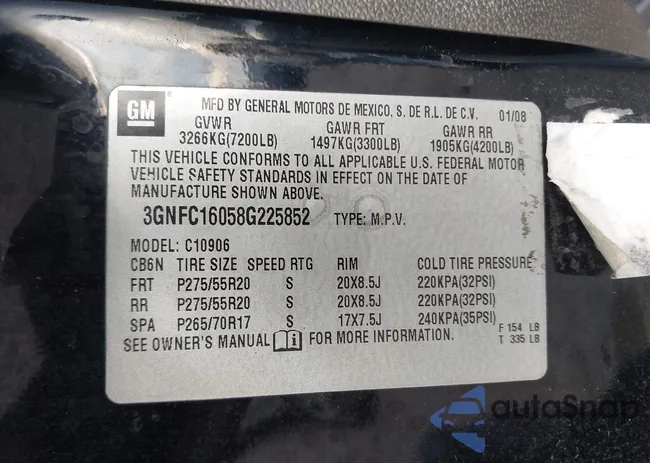 GM
MFD BY GENERAL MOTORS DE MEXICO, S. DE R.L. DE C.V. 01/08
GVWR GAWR FRT GAWR RR
3266KG(7200LB) 1497KG(3300LB) 1905KG(4200LB)
THIS VEHICLE CONFORMS TO ALL APPLICABLE U.S. FEDERAL MOTOR
VEHICLE SAFETY STANDARDS IN EFFECT ON THE DATE OF
MANUFACTURE SHOWN ABOVE.
3GNFC16058G225852 TYPE: M.P.V.
MODEL: C10906
CB6N TIRE SIZE SPEED RTG RIM COLD TIRE PRESSURE
FRT P275/55R20 S 20X8.5J 220KPA(32PSI)
RR P275/55R20 S 20X8.5J 220KPA(32PSI)
SPA P265/70R17 S 17X7.5J 240KPA(35PSI) F 154 LB
SEE OWNER'S MANUAL i FOR MORE INFORMATION. T 335 LB
autoSnap